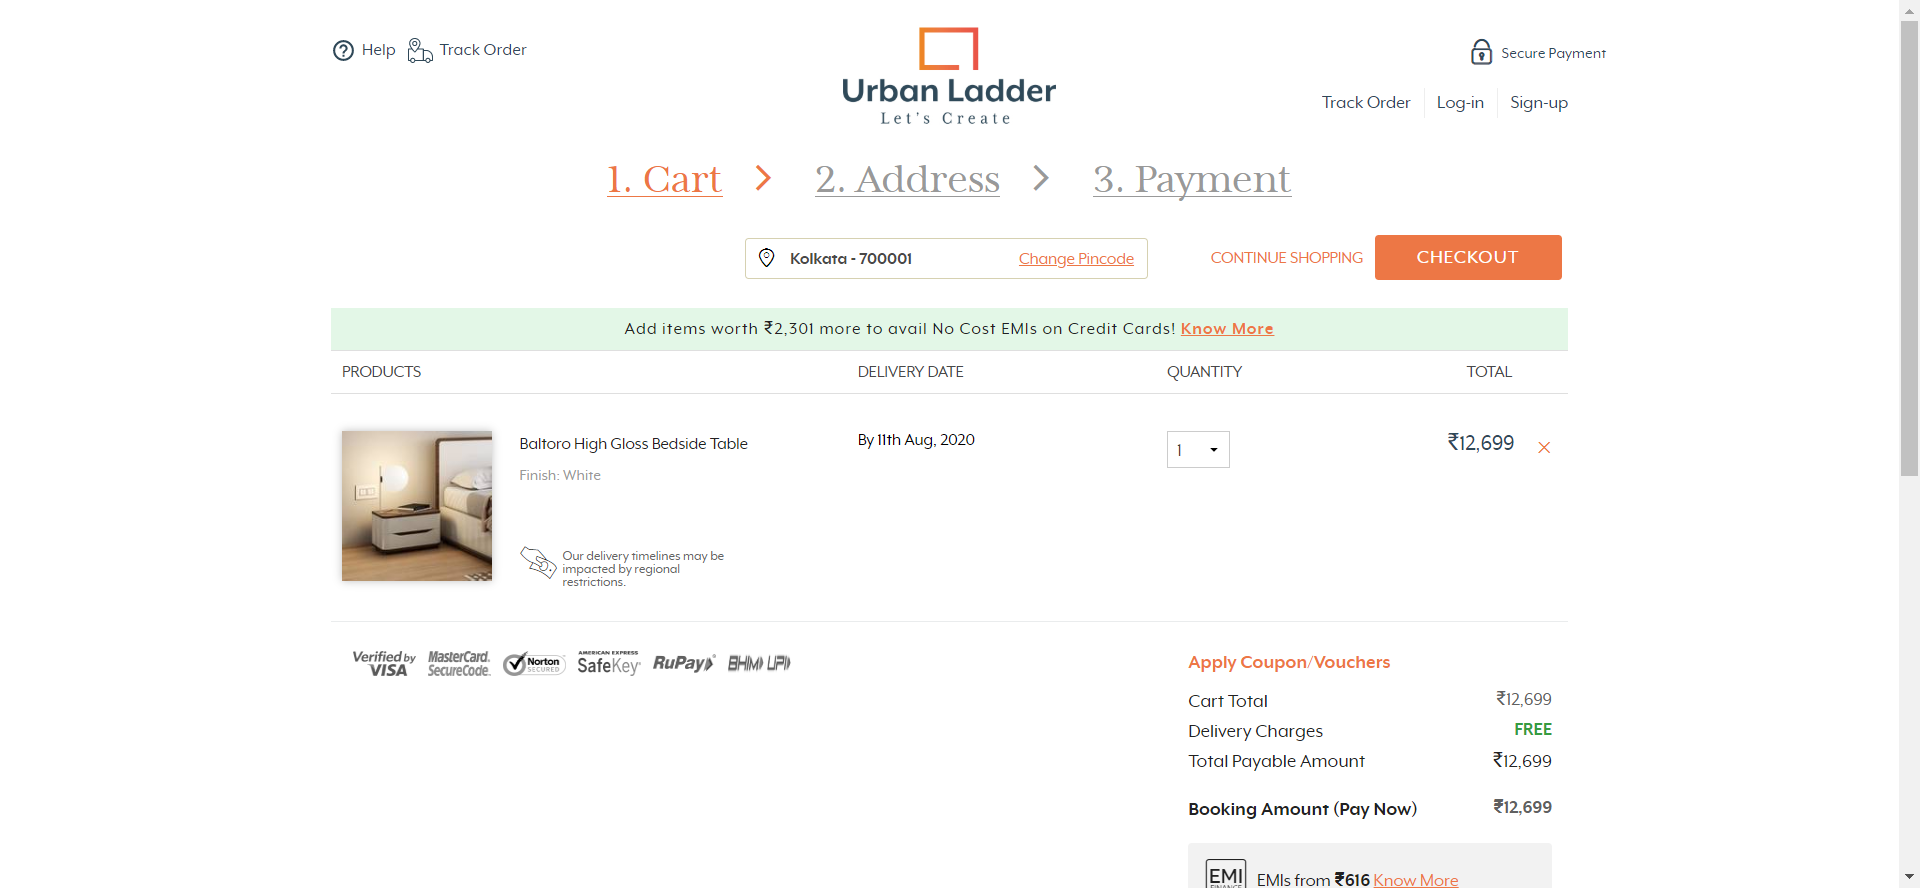 Help Track Order
Urban Ladder
Let's Create
Secure Payment
Track Order Log-in Sign-up
1. Cart 2. Address 3. Payment
Kolkata - 700001 Change Pincode CONTINUE SHOPPING CHECKOUT
Add items worth ₹2,301 more to avail No Cost EMIs on Credit Cards! Know More
PRODUCTS DELIVERY DATE QUANTITY TOTAL
Baltoro High Gloss Bedside Table By 11th Aug, 2020 1 ₹12,699
Finish: White
Our delivery timelines may be
impacted by regional
restrictions.
Verified by VISA
MasterCard. SecureCode.
Norton SECURED
AMERICAN EXPRESS SafeKey
RuPay
BHIM UPI
Apply Coupon/Vouchers
Cart Total ₹12,699
Delivery Charges FREE
Total Payable Amount ₹12,699
Booking Amount (Pay Now) ₹12,699
EMI
FINANCE
EMIs from ₹616 Know More